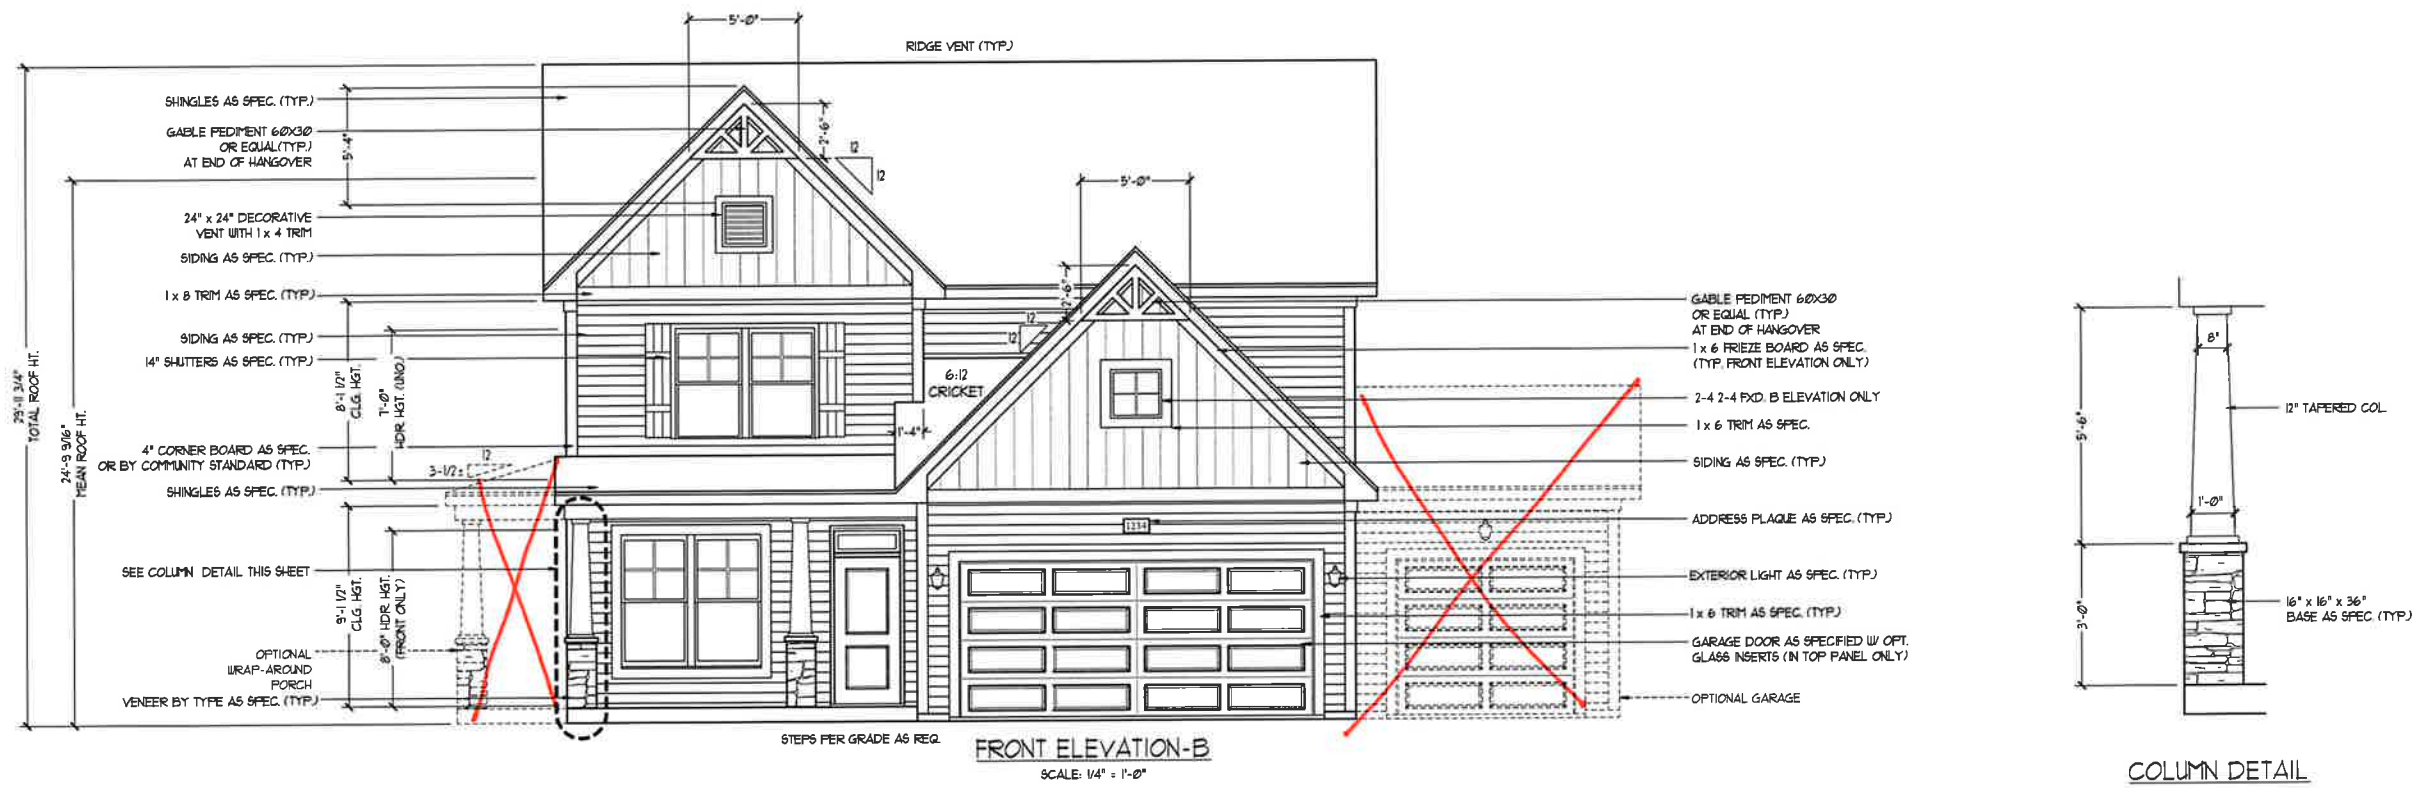 5'-0"
RIDGE VENT (TYP.)
SHINGLES AS SPEC. (TYP.)
GABLE PEDIMENT 60X30
OR EQUAL(TYP.)
AT END OF HANGOVER
5'-4"
2'-6"
12
12
24" x 24" DECORATIVE
VENT WITH 1 x 4 TRIM
SIDING AS SPEC. (TYP.)
1 x 8 TRIM AS SPEC. (TYP.)
SIDING AS SPEC. (TYP.)
14" SHUTTERS AS SPEC. (TYP.)
29'-11 3/4"
TOTAL ROOF HT.
24'-9 9/16"
MEAN ROOF HT.
8'-1 1/2"
CLG. HGT.
7'-0"
HDR. HGT. (UNO.)
4" CORNER BOARD AS SPEC.
OR BY COMMUNITY STANDARD (TYP.)
12
3-1/2±
SHINGLES AS SPEC. (TYP.)
SEE COLUMN DETAIL THIS SHEET
9'-1 1/2"
CLG. HGT.
8'-0" HDR. HGT.
(FRONT ONLY)
OPTIONAL
WRAP-AROUND
PORCH
VENEER BY TYPE AS SPEC. (TYP.)
5'-0"
2'-6"
12
12
6:12
CRICKET
1'-4"
1234
GABLE PEDIMENT 60X30
OR EQUAL (TYP.)
AT END OF HANGOVER
1 x 6 FRIEZE BOARD AS SPEC.
(TYP. FRONT ELEVATION ONLY)
2-4 2-4 FXD. B ELEVATION ONLY
1 x 6 TRIM AS SPEC.
SIDING AS SPEC. (TYP.)
ADDRESS PLAQUE AS SPEC. (TYP.)
EXTERIOR LIGHT AS SPEC. (TYP.)
1 x 6 TRIM AS SPEC. (TYP.)
GARAGE DOOR AS SPECIFIED W/ OPT.
GLASS INSERTS (IN TOP PANEL ONLY)
OPTIONAL GARAGE
STEPS PER GRADE AS REQ.
FRONT ELEVATION-B
SCALE: 1/4" = 1'-0"
8"
5'-6"
12" TAPERED COL.
1'-0"
3'-0"
16" x 16" x 36"
BASE AS SPEC. (TYP.)
COLUMN DETAIL